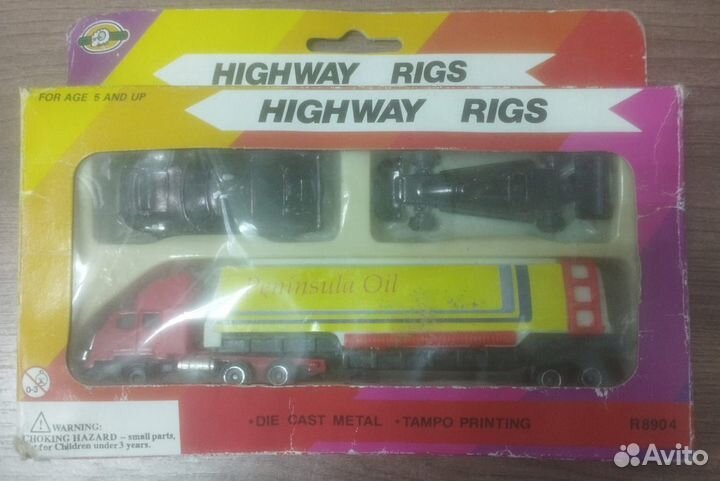 HIGHWAY RIGS
FOR AGE 5 AND UP
HIGHWAY RIGS
Peninsula Oil
0-3
WARNING:
CHOKING HAZARD – small parts,
for Children under 3 years.
•DIE CAST METAL •TAMPO PRINTING
R8904
Avito